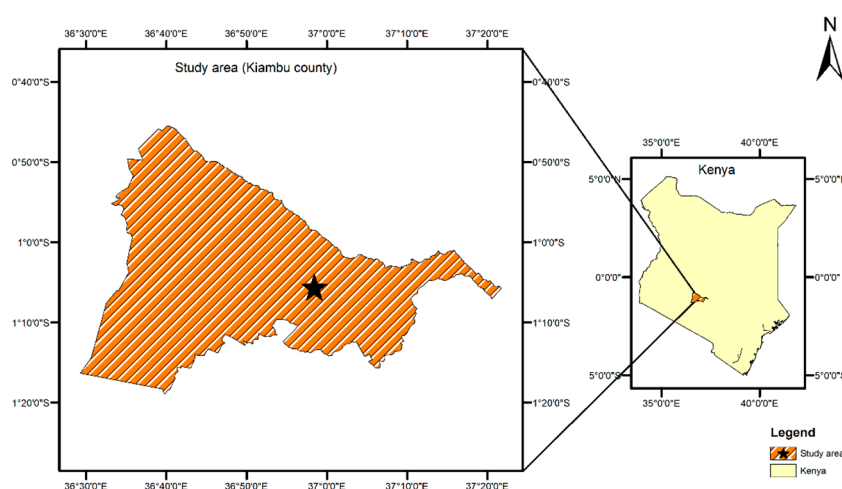 36°30'0"E 36°40'0"E 36°50'0"E 37°0'0"E 37°10'0"E 37°20'0"E
N
Study area (Kiambu county)
0°40'0"S 0°40'0"S
0°50'0"S 0°50'0"S
1°0'0"S 1°0'0"S
1°10'0"S 1°10'0"S
1°20'0"S 1°20'0"S
36°30'0"E 36°40'0"E 36°50'0"E 37°0'0"E 37°10'0"E 37°20'0"E
35°0'0"E 40°0'0"E
Kenya
5°0'0"N 5°0'0"N
0°0'0" 0°0'0"
5°0'0"S 5°0'0"S
35°0'0"E 40°0'0"E
Legend
Study area
Kenya